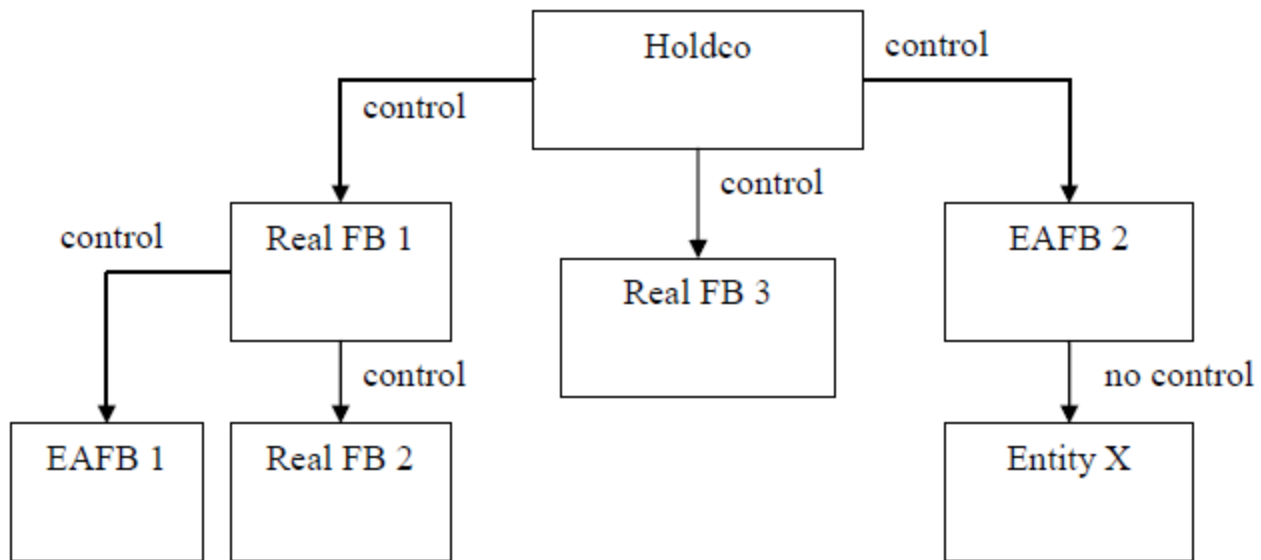 Holdco
control
control
control
Real FB 1
EAFB 2
control
Real FB 3
control
no control
EAFB 1
Real FB 2
Entity X